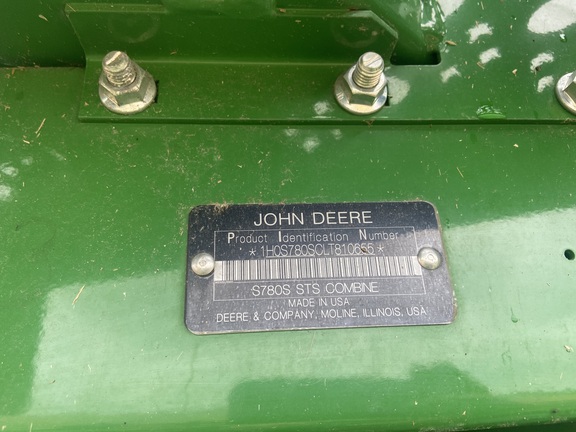 JOHN DEERE
Product Identification Number
*1H0S780SCLT810655*
S780S STS COMBINE
MADE IN USA
DEERE & COMPANY, MOLINE, ILLINOIS, USA